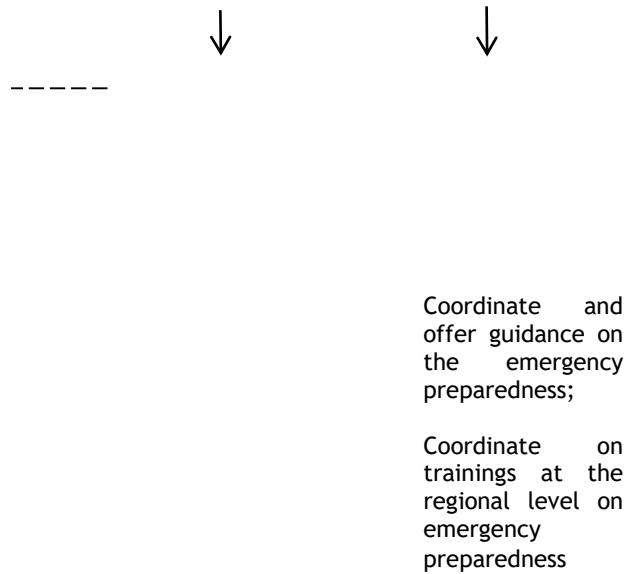 Coordinate and
offer guidance on
the emergency
preparedness;
Coordinate on
trainings at the
regional level on
emergency
preparedness